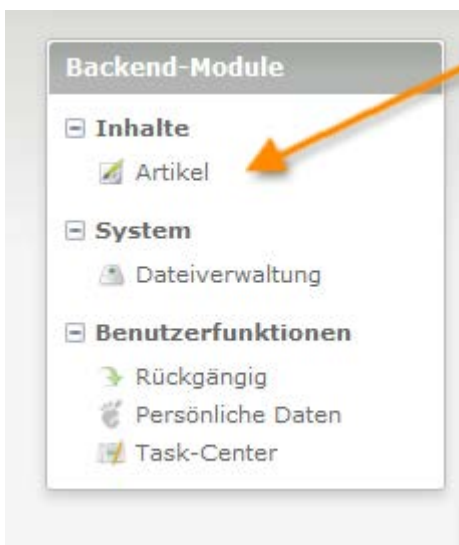 Backend-Module
Inhalte
Artikel
System
Dateiverwaltung
Benutzerfunktionen
Rückgängig
Persönliche Daten
Task-Center